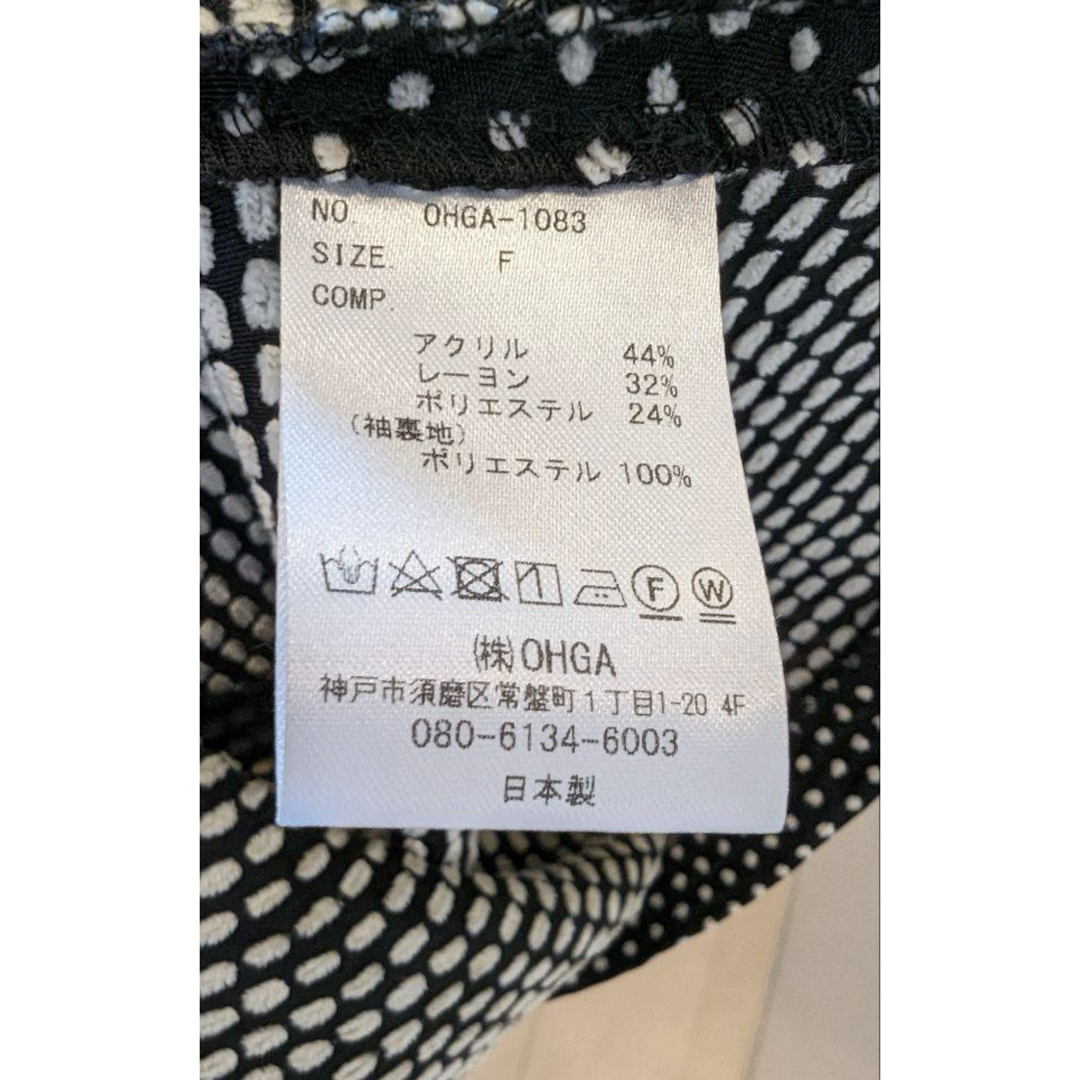 NO. OHGA-1083
SIZE. F
COMP.
アクリル 44%
レーヨン 32%
ポリエステル 24%
(袖裏地)
ポリエステル 100%
F W
㈱OHGA
神戸市須磨区常盤町1丁目1-20 4F
080-6134-6003
日本製